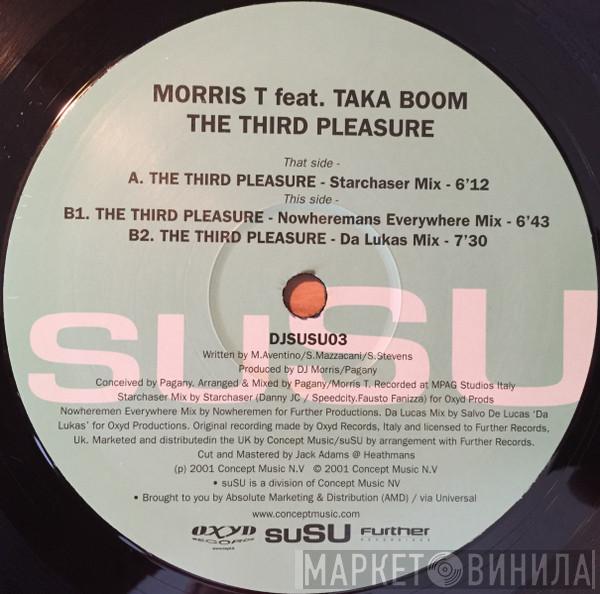 MORRIS T feat. TAKA BOOM
THE THIRD PLEASURE
That side -
A. THE THIRD PLEASURE - Starchaser Mix - 6'12
This side -
B1. THE THIRD PLEASURE - Nowheremans Everywhere Mix - 6'43
B2. THE THIRD PLEASURE - Da Lukas Mix - 7'30
suSU
DJSUSU03
Written by M.Aventino/S.Mazzacani/S.Stevens
Produced by DJ Morris/Pagany
Conceived by Pagany. Arranged & Mixed by Pagany/Morris T. Recorded at MPAG Studios Italy
Starchaser Mix by Starchaser (Danny JC / Speedcity.Fausto Fanizza) for Oxyd Prods
Nowheremen Everywhere Mix by Nowheremen for Further Productions. Da Lucas Mix by Salvo De Lucas 'Da
Lukas' for Oxyd Productions. Original recording made by Oxyd Records, Italy and licensed to Further Records,
Uk. Marketed and distributedin the UK by Concept Music/suSU by arrangement with Further Records.
Cut and Mastered by Jack Adams @ Heathmans
(p) 2001 Concept Music N.V © 2001 Concept Music N.V
• suSU is a division of Concept Music NV
• Brought to you by Absolute Marketing & Distribution (AMD) / via Universal
www.conceptmusic.com
OXYD RECORDS suSU Further RECORDINGS
www.oxyd.it
МАРКЕТ ВИНИЛА